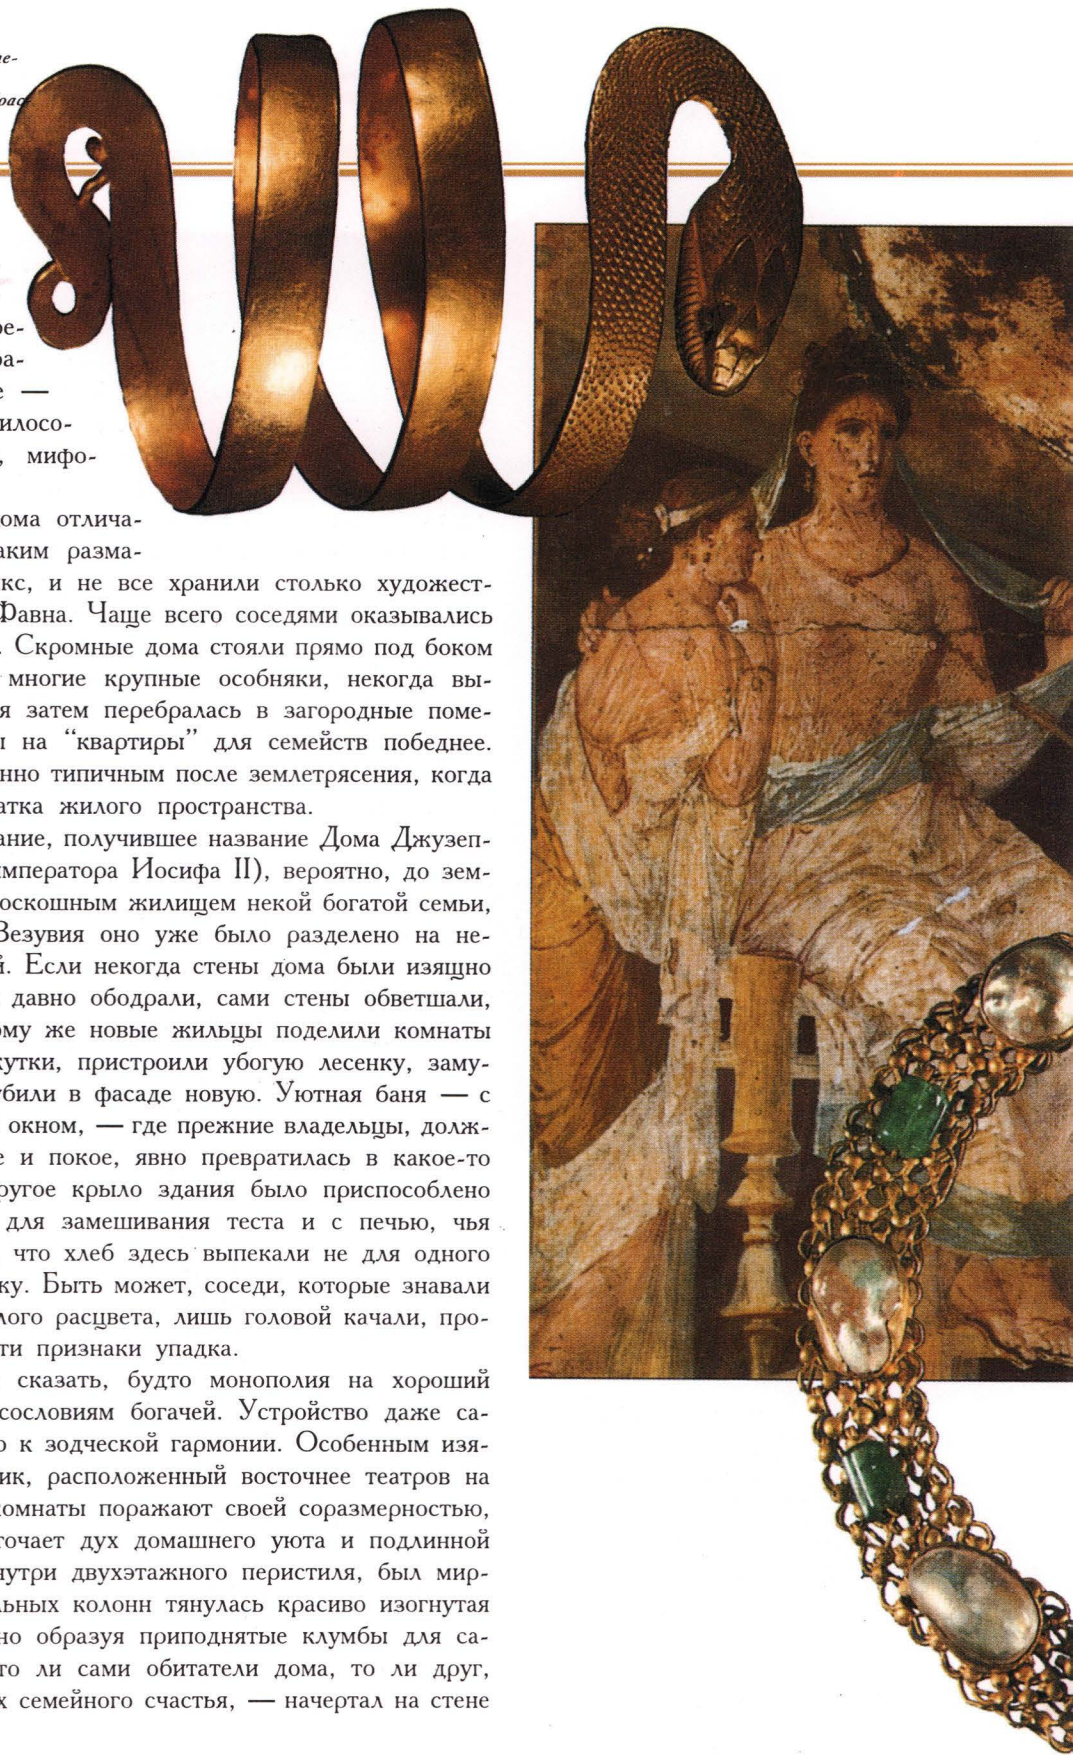 ре-
ра-
е —
илосо-
, мифо-
ома отлича-
аким разма-
кс, и не все хранили столько художест-
Фавна. Чаще всего соседями оказывались
. Скромные дома стояли прямо под боком
многие крупные особняки, некогда вы-
я затем перебралась в загородные поме-
ы на “квартиры” для семейств победнее.
нно типичным после землетрясения, когда
атка жилого пространства.
ание, получившее название Дома Джузеп-
императора Иосифа II), вероятно, до зем-
оскошным жилищем некой богатой семьи,
Везувия оно уже было разделено на не-
й. Если некогда стены дома были изящно
давно ободрали, сами стены обветшали,
ому же новые жильцы поделили комнаты
кутки, пристроили убогую лесенку, заму-
убили в фасаде новую. Уютная баня — с
окном, — где прежние владельцы, долж-
е и покое, явно превратилась в какое-то
ругое крыло здания было приспособлено
для замешивания теста и с печью, чья
что хлеб здесь выпекали не для одного
ку. Быть может, соседи, которые знавали
лого расцвета, лишь головой качали, про-
ти признаки упадка.
сказать, будто монополия на хороший
сословиям богачей. Устройство даже са-
о к зодческой гармонии. Особенным изя-
ик, расположенный восточнее театров на
комнаты поражают своей соразмерностью,
точает дух домашнего уюта и подлинной
нутри двухэтажного перистиля, был мир-
льных колонн тянулась красиво изогнутая
но образуя приподнятые клумбы для са-
то ли сами обитатели дома, то ли друг,
х семейного счастья, — начертал на стене